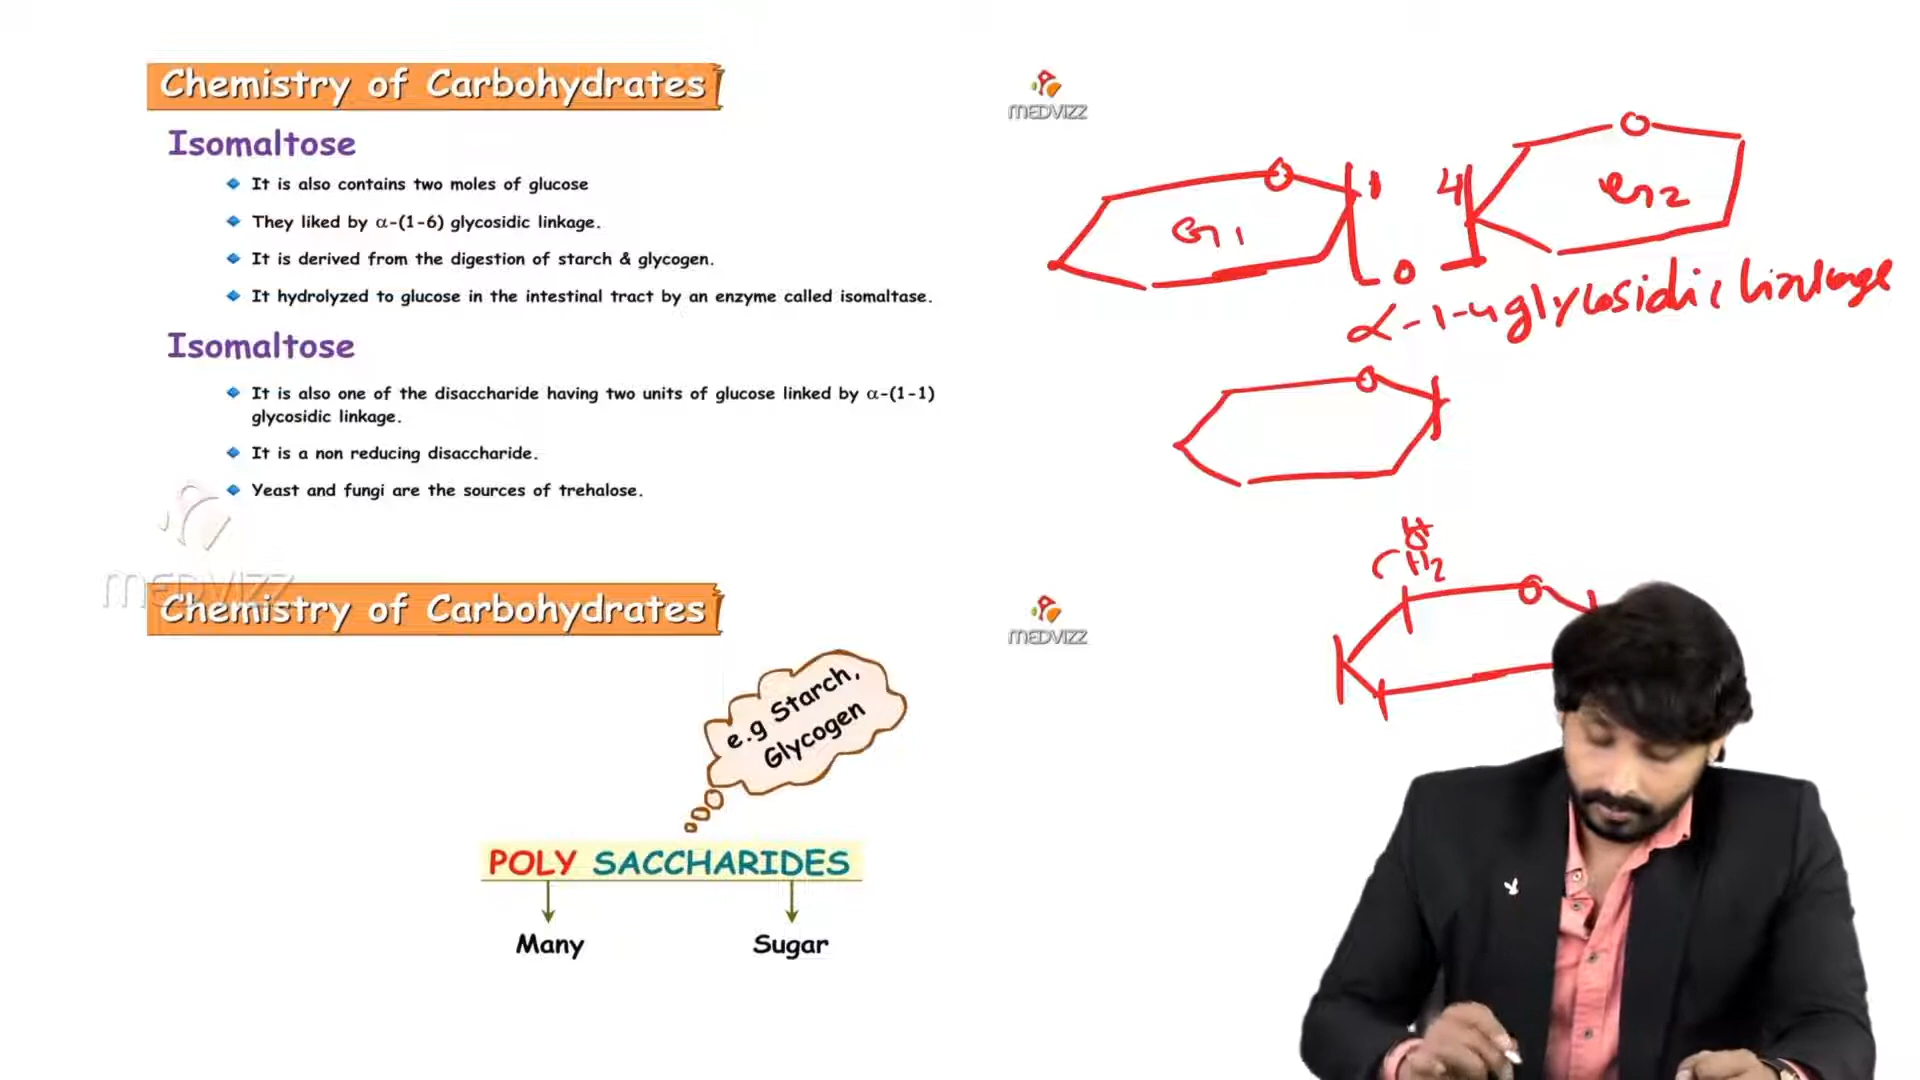 Chemistry of Carbohydrates
MEDVIZZ
Isomaltose
It is also contains two moles of glucose
They liked by α-(1-6) glycosidic linkage.
It is derived from the digestion of starch & glycogen.
It hydrolyzed to glucose in the intestinal tract by an enzyme called isomaltase.
Isomaltose
It is also one of the disaccharide having two units of glucose linked by α-(1-1)
glycosidic linkage.
It is a non reducing disaccharide.
Yeast and fungi are the sources of trehalose.
O 1 4 O
G1 G2
O
α-1-4 glycosidic linkage
O
CH2
O
MEDVIZZ
Chemistry of Carbohydrates
MEDVIZZ
e.g Starch,
Glycogen
POLY SACCHARIDES
Many Sugar